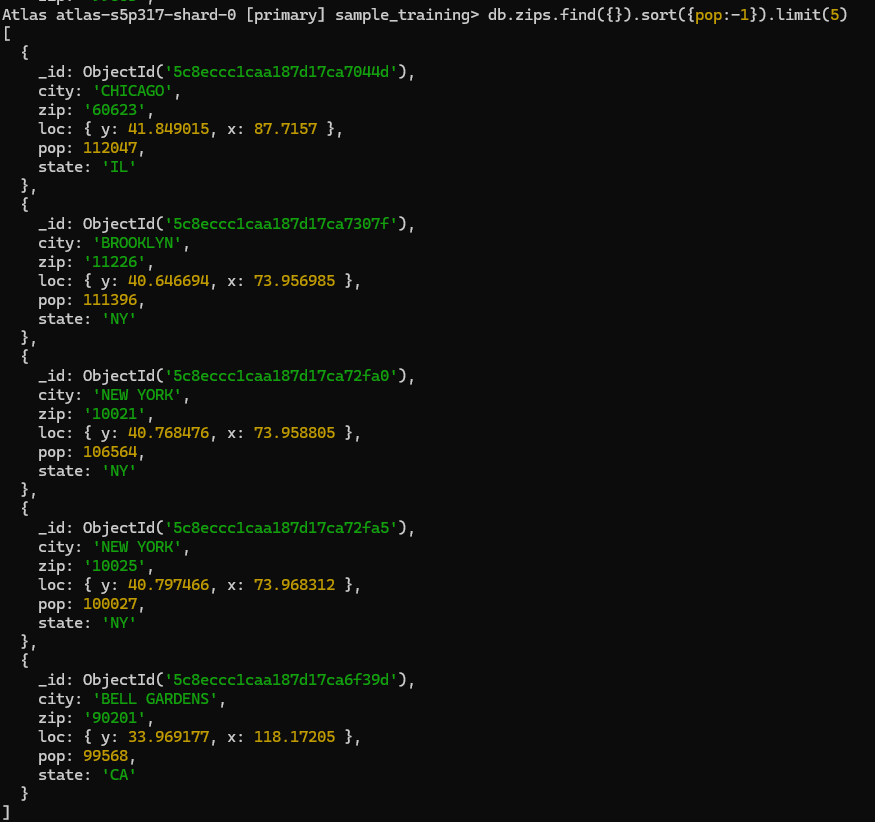 Atlas atlas-s5p317-shard-0 [primary] sample_training> db.zips.find({}).sort({pop:-1}).limit(5)
[
  {
    _id: ObjectId('5c8eccc1caa187d17ca7044d'),
    city: 'CHICAGO',
    zip: '60623',
    loc: { y: 41.849015, x: 87.7157 },
    pop: 112047,
    state: 'IL'
  },
  {
    _id: ObjectId('5c8eccc1caa187d17ca7307f'),
    city: 'BROOKLYN',
    zip: '11226',
    loc: { y: 40.646694, x: 73.956985 },
    pop: 111396,
    state: 'NY'
  },
  {
    _id: ObjectId('5c8eccc1caa187d17ca72fa0'),
    city: 'NEW YORK',
    zip: '10021',
    loc: { y: 40.768476, x: 73.958805 },
    pop: 106564,
    state: 'NY'
  },
  {
    _id: ObjectId('5c8eccc1caa187d17ca72fa5'),
    city: 'NEW YORK',
    zip: '10025',
    loc: { y: 40.797466, x: 73.968312 },
    pop: 100027,
    state: 'NY'
  },
  {
    _id: ObjectId('5c8eccc1caa187d17ca6f39d'),
    city: 'BELL GARDENS',
    zip: '90201',
    loc: { y: 33.969177, x: 118.17205 },
    pop: 99568,
    state: 'CA'
  }
]